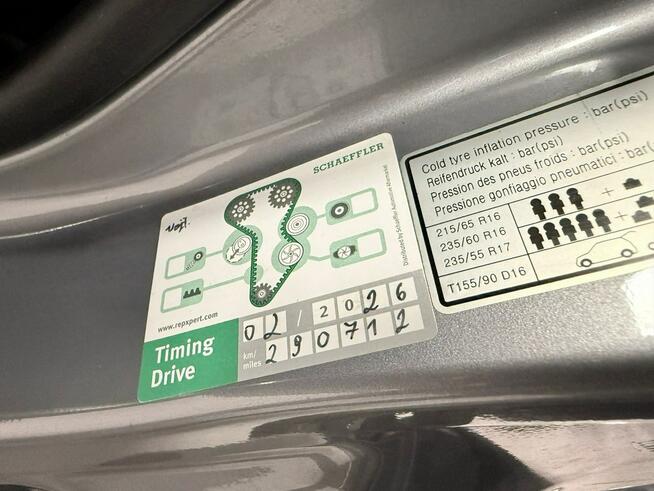 SCHAEFFLER
Distributed by Schaeffler Automotive Aftermarket
www.repxpert.com
Timing
Drive
02/2026
km/
miles
290712
Cold tyre inflation pressure : bar(psi)
Reifendruck kalt : bar(psi)
Pression des pneus froids : bar(psi)
Pressione gonfiaggio pneumatici : bar(
215/65 R16
235/60 R16
235/55 R17
T155/90 D16